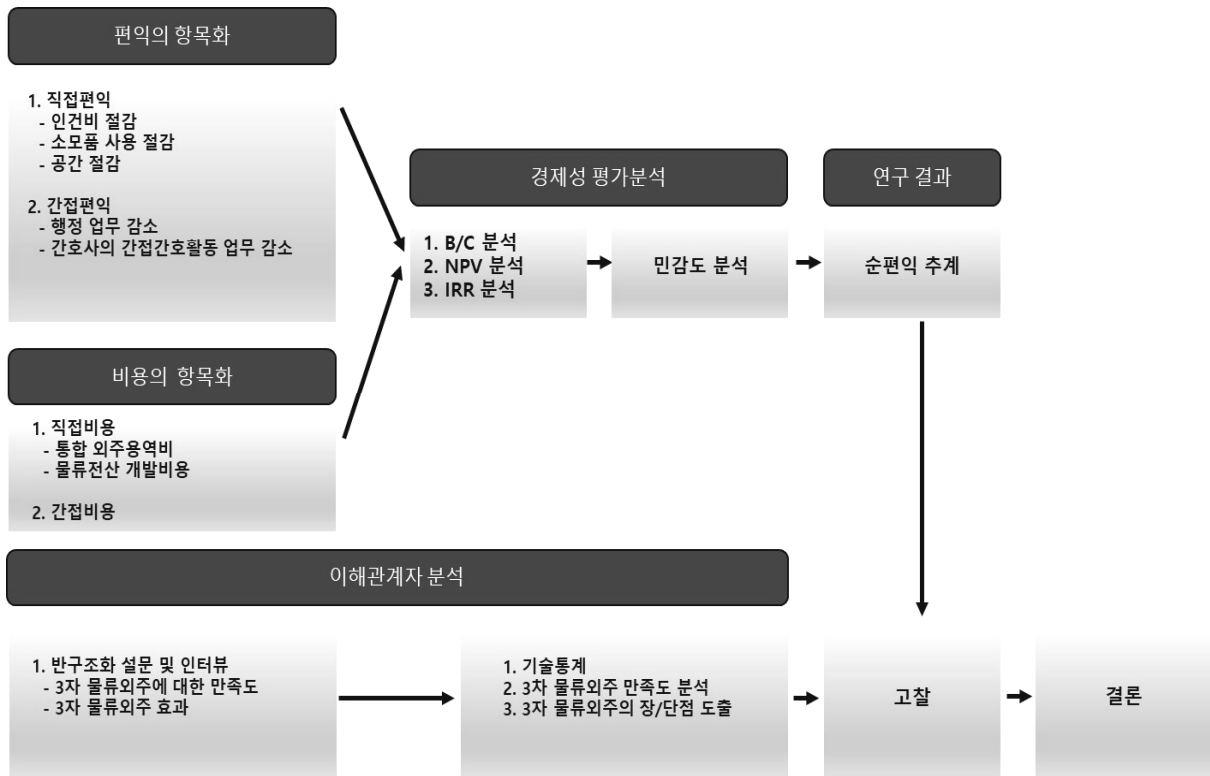 편익의 항목화
1. 직접편익
- 인건비 절감
- 소모품 사용 절감
- 공간 절감
2. 간접편익
- 행정 업무 감소
- 간호사의 간접간호활동 업무 감소
비용의 항목화
1. 직접비용
- 통합 외주용역비
- 물류전산 개발비용
2. 간접비용
경제성 평가분석
1. B/C 분석
2. NPV 분석
3. IRR 분석
민감도 분석
연구 결과
순편익 추계
이해관계자 분석
1. 반구조화 설문 및 인터뷰
- 3자 물류외주에 대한 만족도
- 3자 물류외주 효과
1. 기술통계
2. 3차 물류외주 만족도 분석
3. 3자 물류외주의 장/단점 도출
고찰
결론